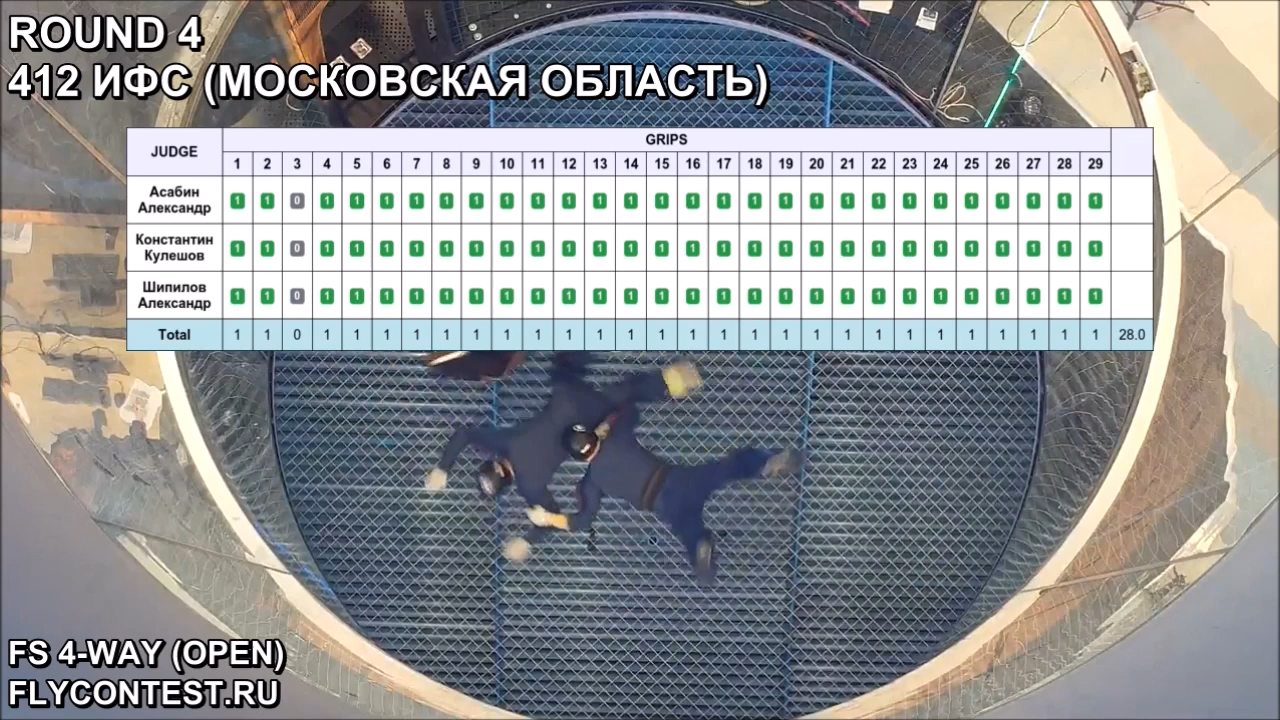 ROUND 4
412 ИФС (МОСКОВСКАЯ ОБЛАСТЬ)
JUDGE GRIPS
1 2 3 4 5 6 7 8 9 10 11 12 13 14 15 16 17 18 19 20 21 22 23 24 25 26 27 28 29
Асабин
Александр
1 1 0 1 1 1 1 1 1 1 1 1 1 1 1 1 1 1 1 1 1 1 1 1 1 1 1 1 1
Константин
Кулешов
1 1 0 1 1 1 1 1 1 1 1 1 1 1 1 1 1 1 1 1 1 1 1 1 1 1 1 1 1
Шипилов
Александр
1 1 0 1 1 1 1 1 1 1 1 1 1 1 1 1 1 1 1 1 1 1 1 1 1 1 1 1 1
Total 1 1 0 1 1 1 1 1 1 1 1 1 1 1 1 1 1 1 1 1 1 1 1 1 1 1 1 1 1 28.0
FS 4-WAY (OPEN)
FLYCONTEST.RU